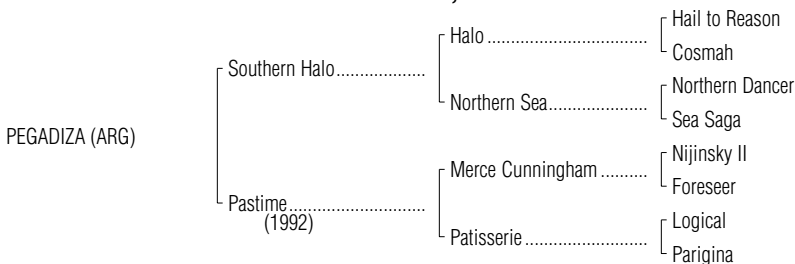 Hail to Reason
Halo ................................
Cosmah
Southern Halo...................
Northern Dancer
Northern Sea....................
Sea Saga
PEGADIZA (ARG)
Nijinsky II
Merce Cunningham ..........
Foreseer
Pastime...........................
(1992)
Logical
Patisserie.........................
Parigina